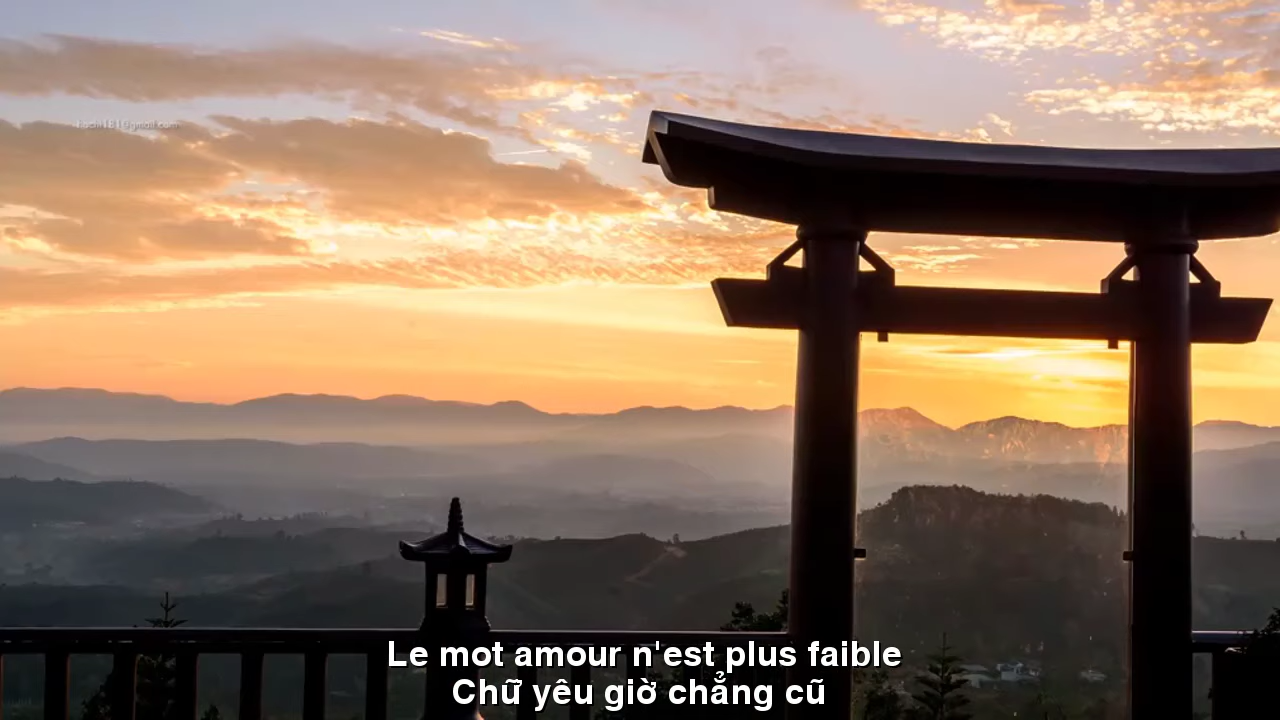 Le mot amour n'est plus faible
Chữ yêu giờ chẳng cũ